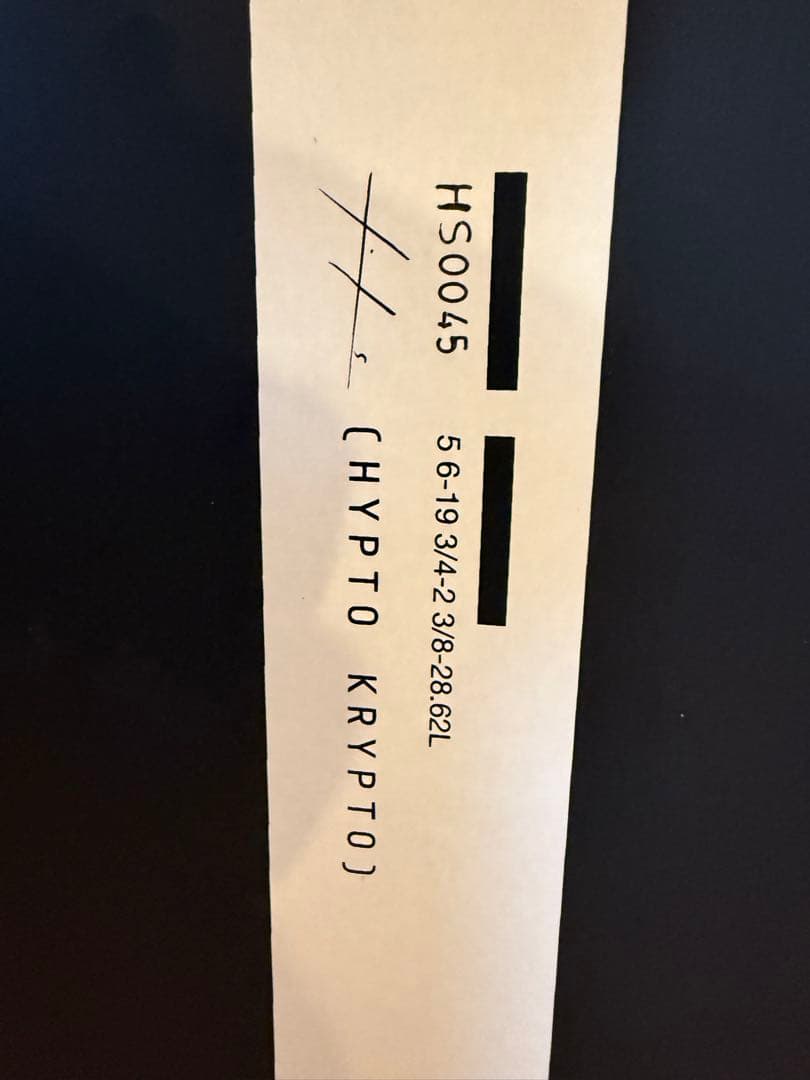 HS0045 5 6-19 3/4-2 3/8-28.62L
(HYPTO KRYPTO)